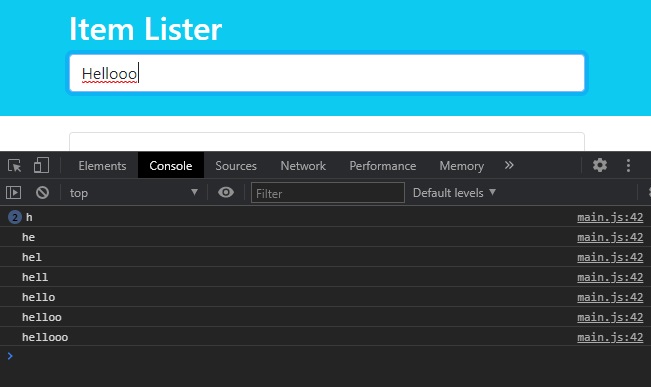 Item Lister
Hellooo
Elements Console Sources Network Performance Memory »
top ▼ Filter Default levels ▼
2 h main.js:42
he main.js:42
hel main.js:42
hell main.js:42
hello main.js:42
helloo main.js:42
hellooo main.js:42
>